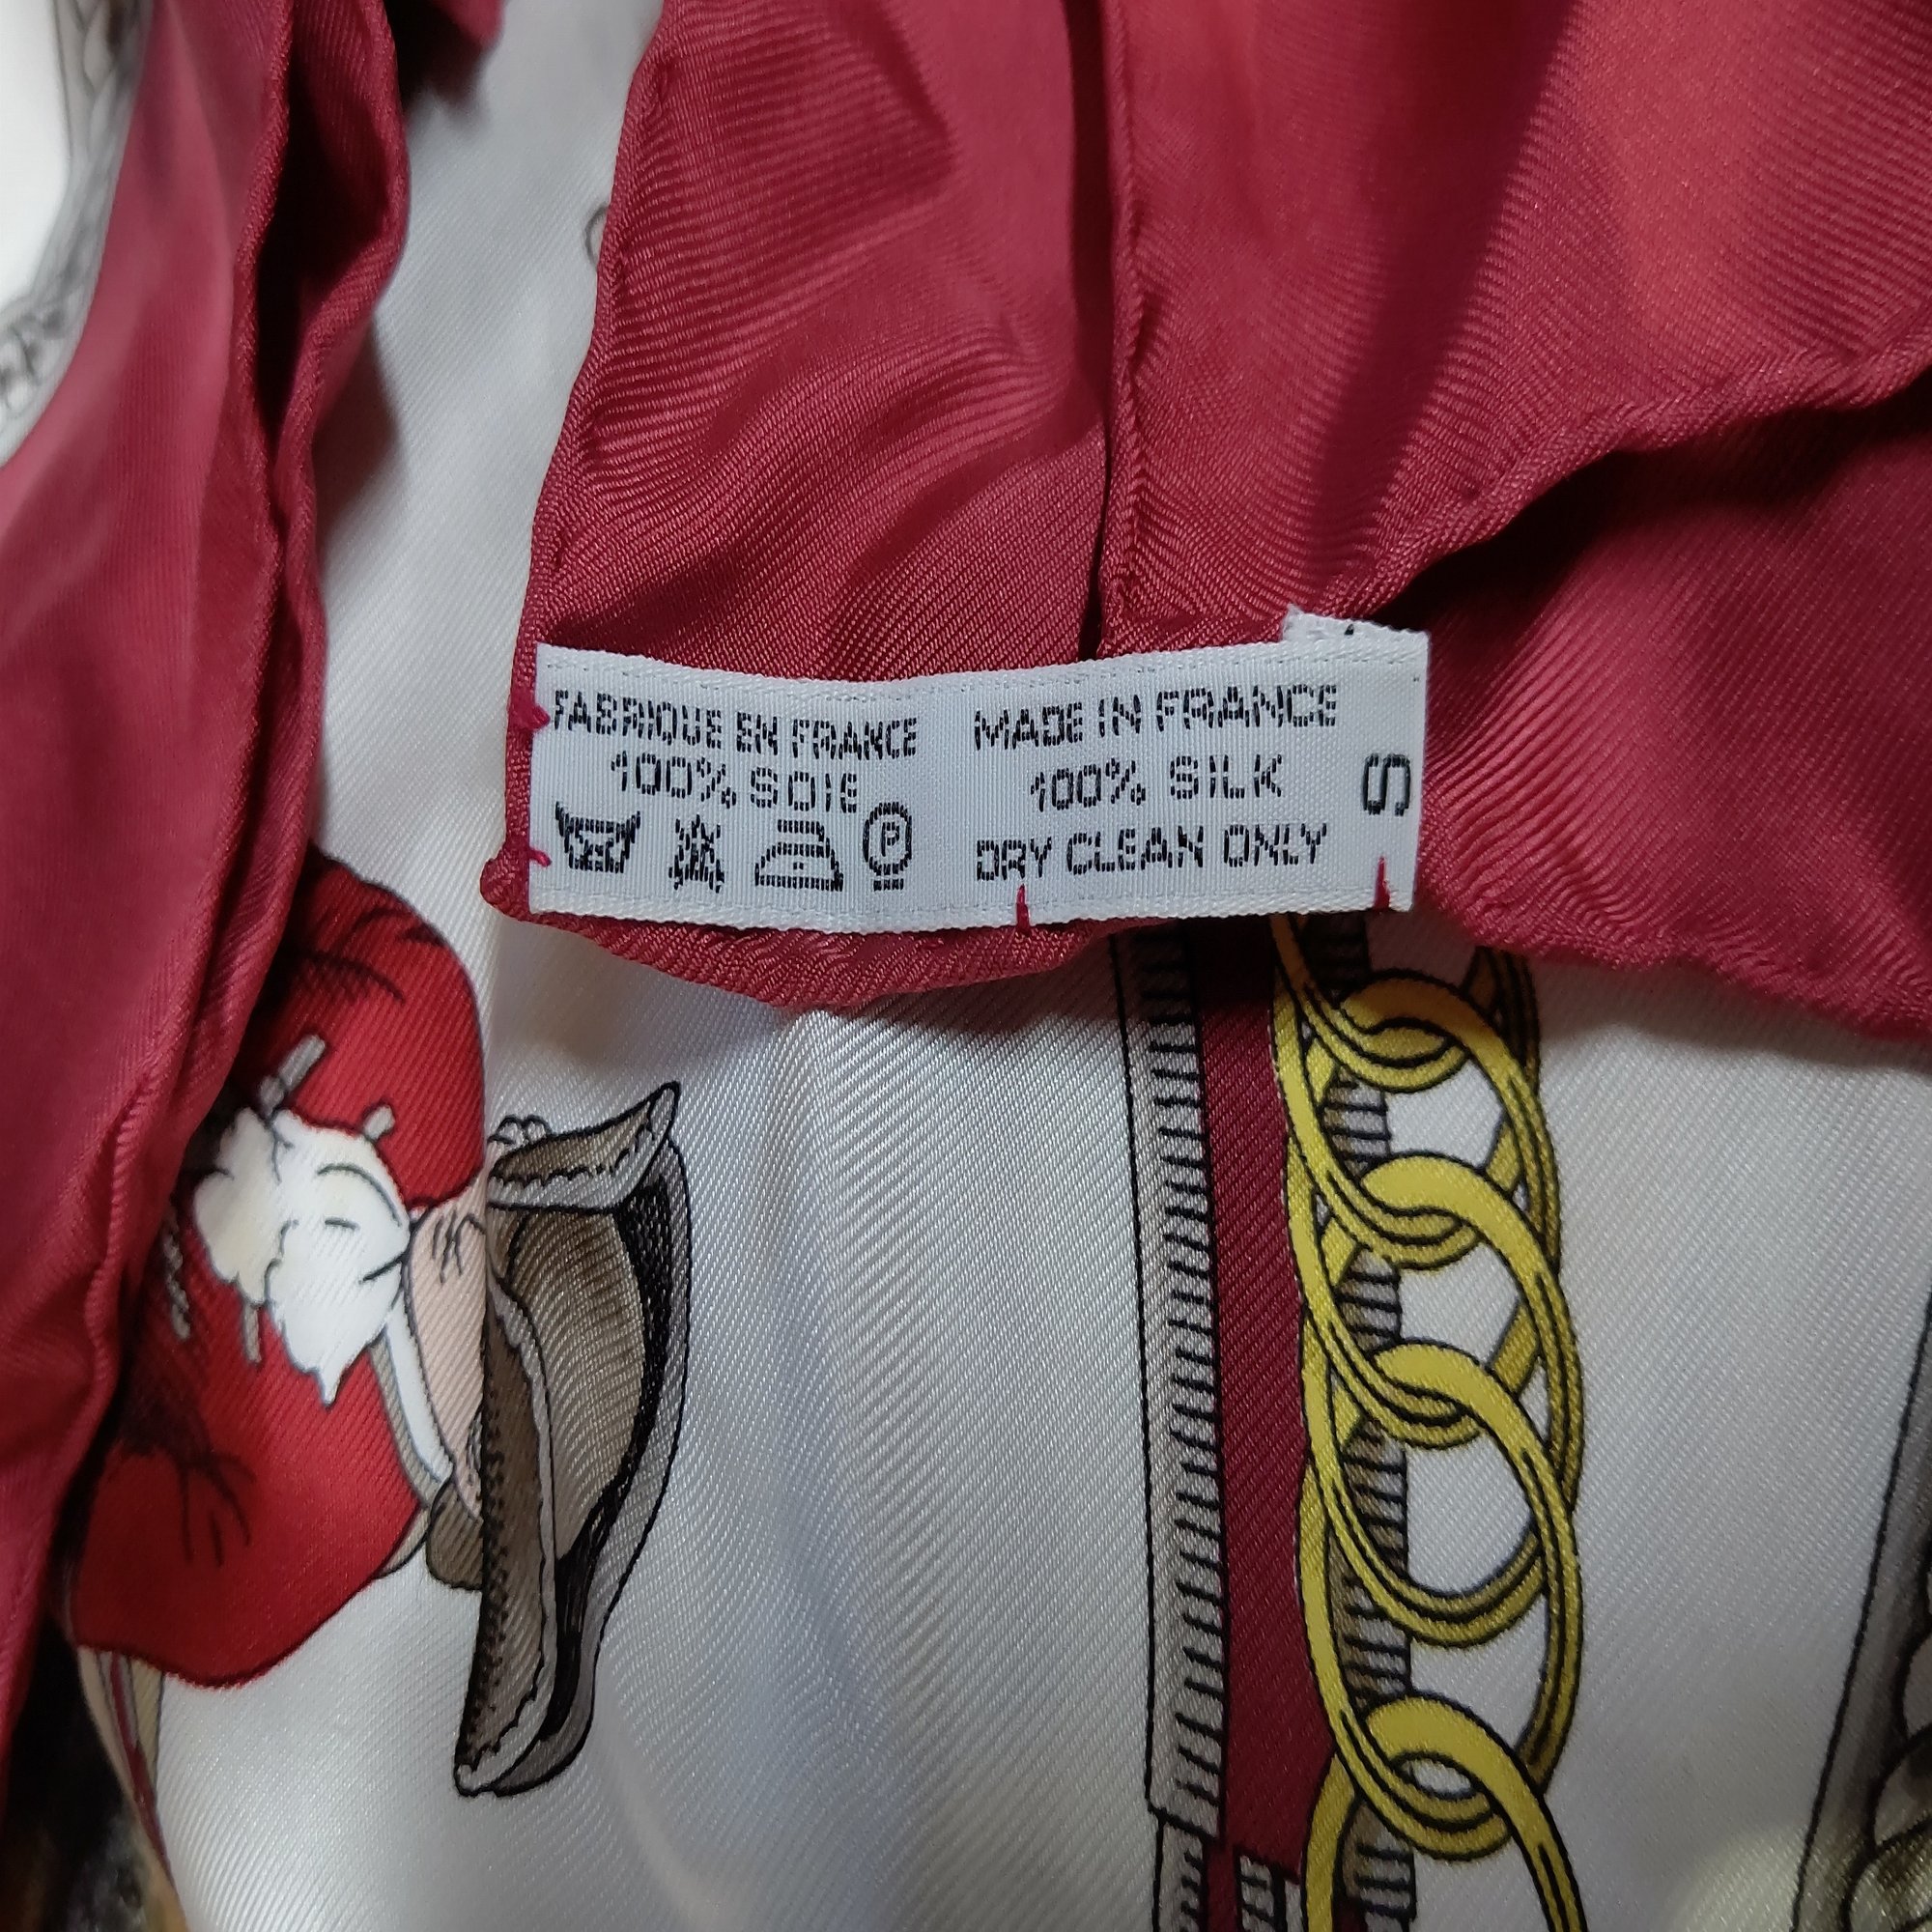 FABRIQUE EN FRANCE
100% SOIE
P
MADE IN FRANCE
100% SILK
DRY CLEAN ONLY
S